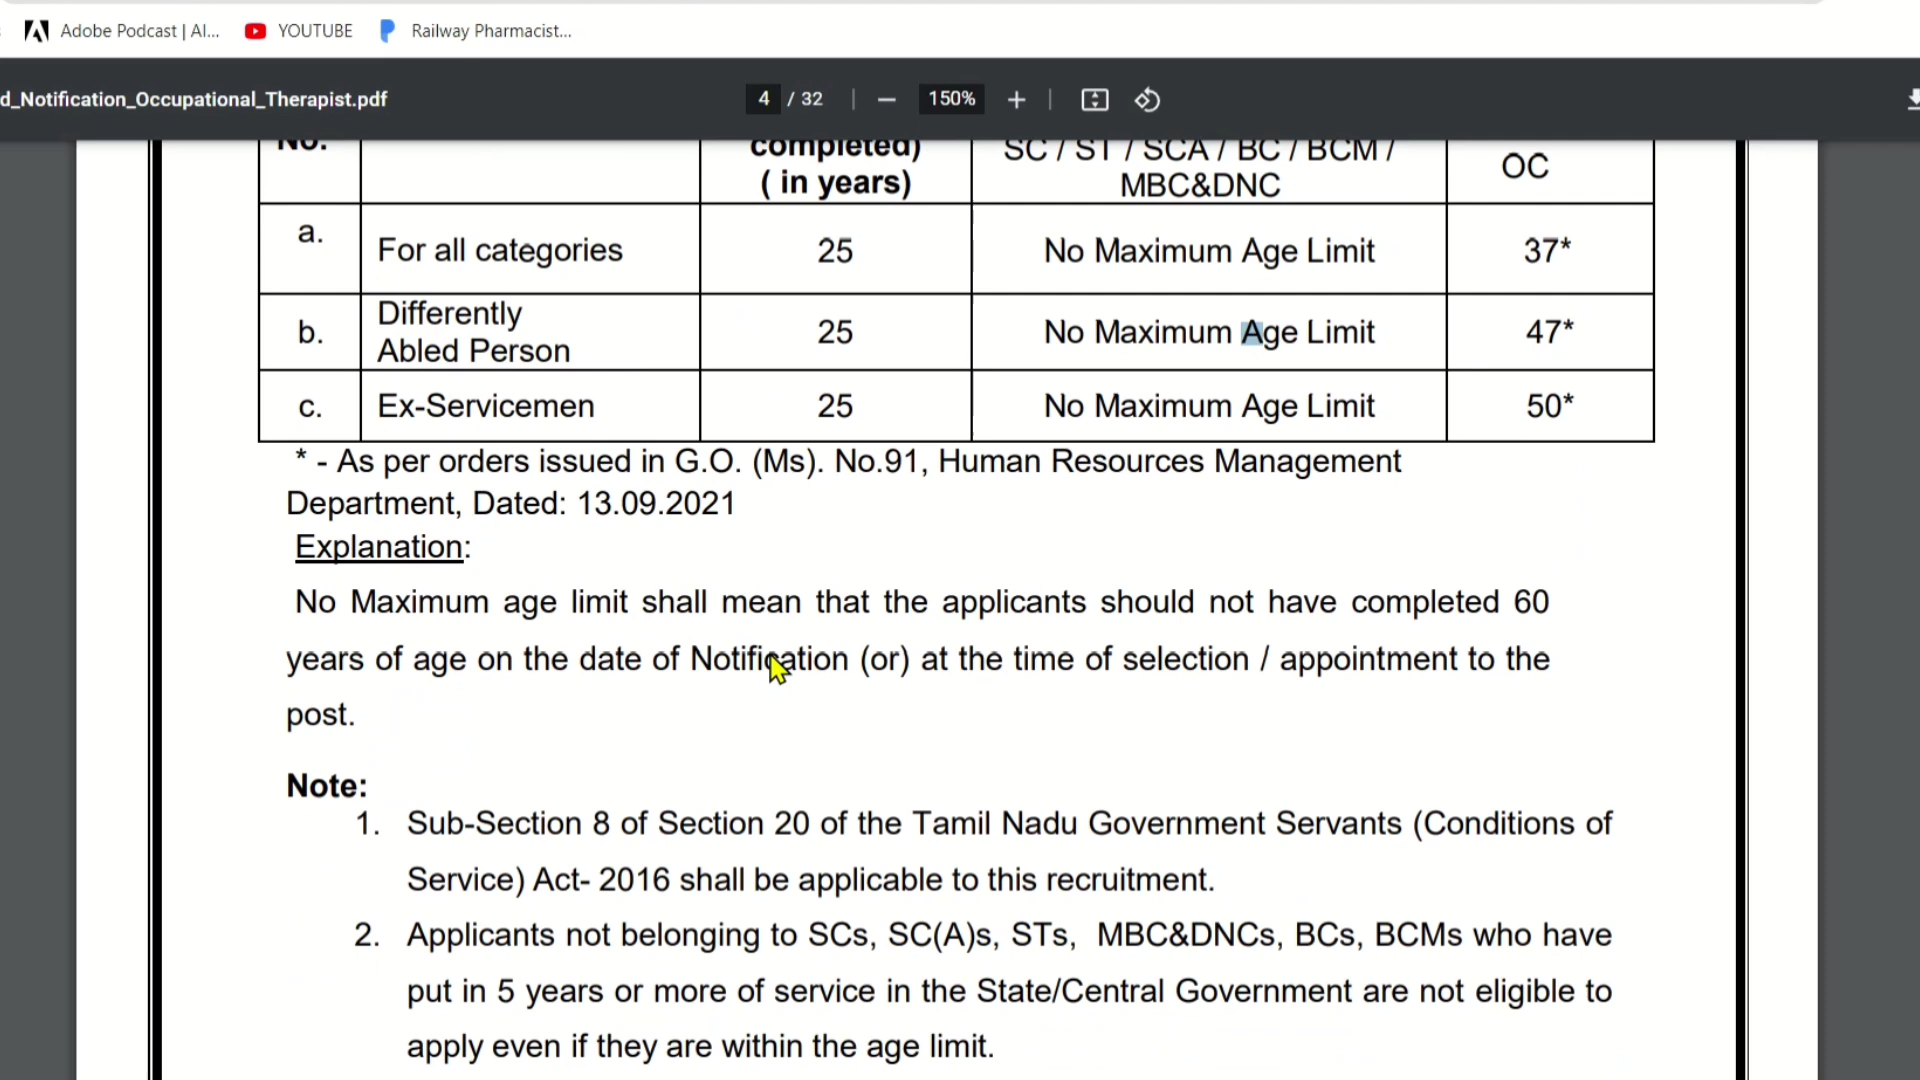 Adobe Podcast | AI...
YOUTUBE
Railway Pharmacist...
d_Notification_Occupational_Therapist.pdf
4 / 32
150%
No.
completed)
( in years)
SC / ST / SCA / BC / BCM /
MBC&DNC
OC
a. For all categories 25 No Maximum Age Limit 37*
b. Differently
Abled Person 25 No Maximum Age Limit 47*
c. Ex-Servicemen 25 No Maximum Age Limit 50*
* - As per orders issued in G.O. (Ms). No.91, Human Resources Management
Department, Dated: 13.09.2021
Explanation:
No Maximum age limit shall mean that the applicants should not have completed 60
years of age on the date of Notification (or) at the time of selection / appointment to the
post.
Note:
1. Sub-Section 8 of Section 20 of the Tamil Nadu Government Servants (Conditions of
Service) Act- 2016 shall be applicable to this recruitment.
2. Applicants not belonging to SCs, SC(A)s, STs, MBC&DNCs, BCs, BCMs who have
put in 5 years or more of service in the State/Central Government are not eligible to
apply even if they are within the age limit.